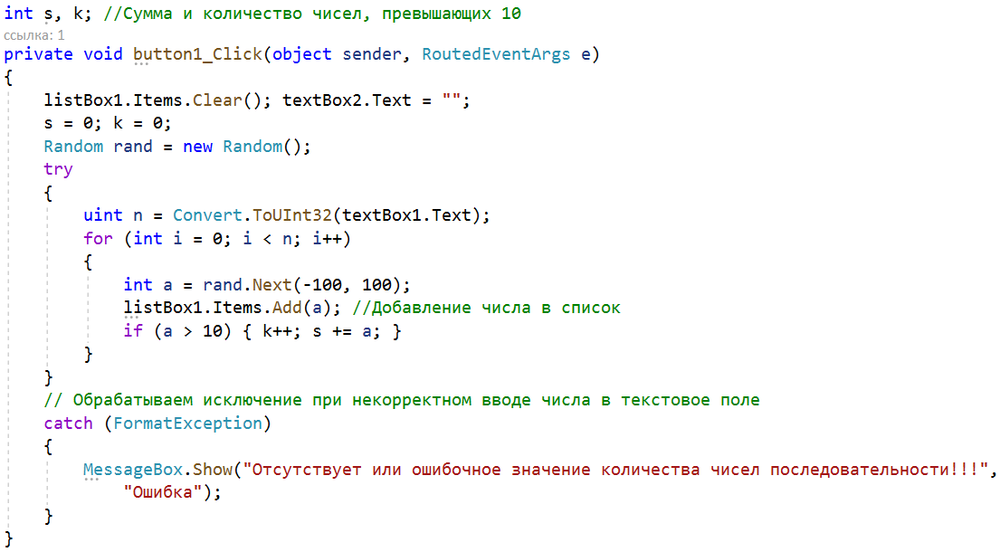 int s, k; //Сумма и количество чисел, превышающих 10
ссылка: 1
private void button1_Click(object sender, RoutedEventArgs e)
{
    listBox1.Items.Clear(); textBox2.Text = "";
    s = 0; k = 0;
    Random rand = new Random();
    try
    {
        uint n = Convert.ToUInt32(textBox1.Text);
        for (int i = 0; i < n; i++)
        {
            int a = rand.Next(-100, 100);
            listBox1.Items.Add(a); //Добавление числа в список
            if (a > 10) { k++; s += a; }
        }
    }
    // Обрабатываем исключение при некорректном вводе числа в текстовое поле
    catch (FormatException)
    {
        MessageBox.Show("Отсутствует или ошибочное значение количества чисел последовательности!!!",
            "Ошибка");
    }
}